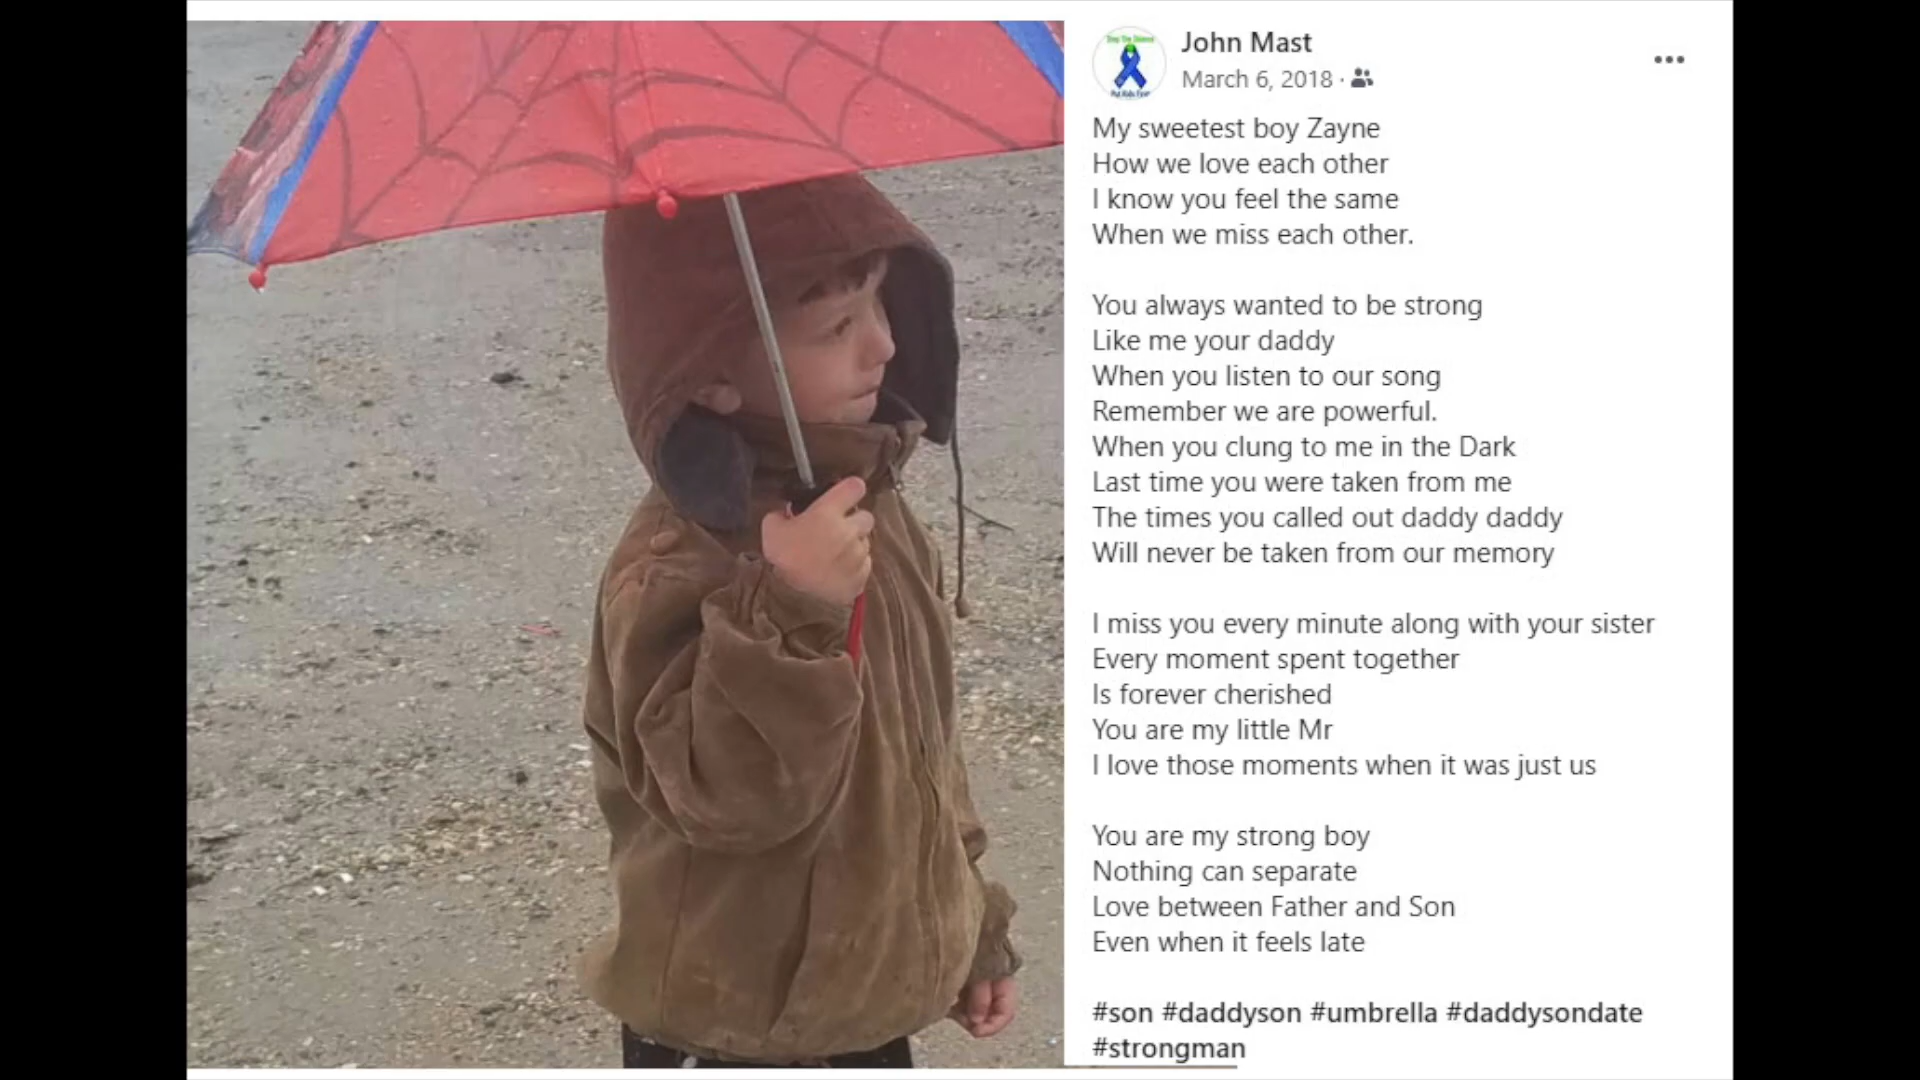 John Mast
March 6, 2018 ·
My sweetest boy Zayne
How we love each other
I know you feel the same
When we miss each other.
You always wanted to be strong
Like me your daddy
When you listen to our song
Remember we are powerful.
When you clung to me in the Dark
Last time you were taken from me
The times you called out daddy daddy
Will never be taken from our memory
I miss you every minute along with your sister
Every moment spent together
Is forever cherished
You are my little Mr
I love those moments when it was just us
You are my strong boy
Nothing can separate
Love between Father and Son
Even when it feels late
#son #daddyson #umbrella #daddysondate
#strongman